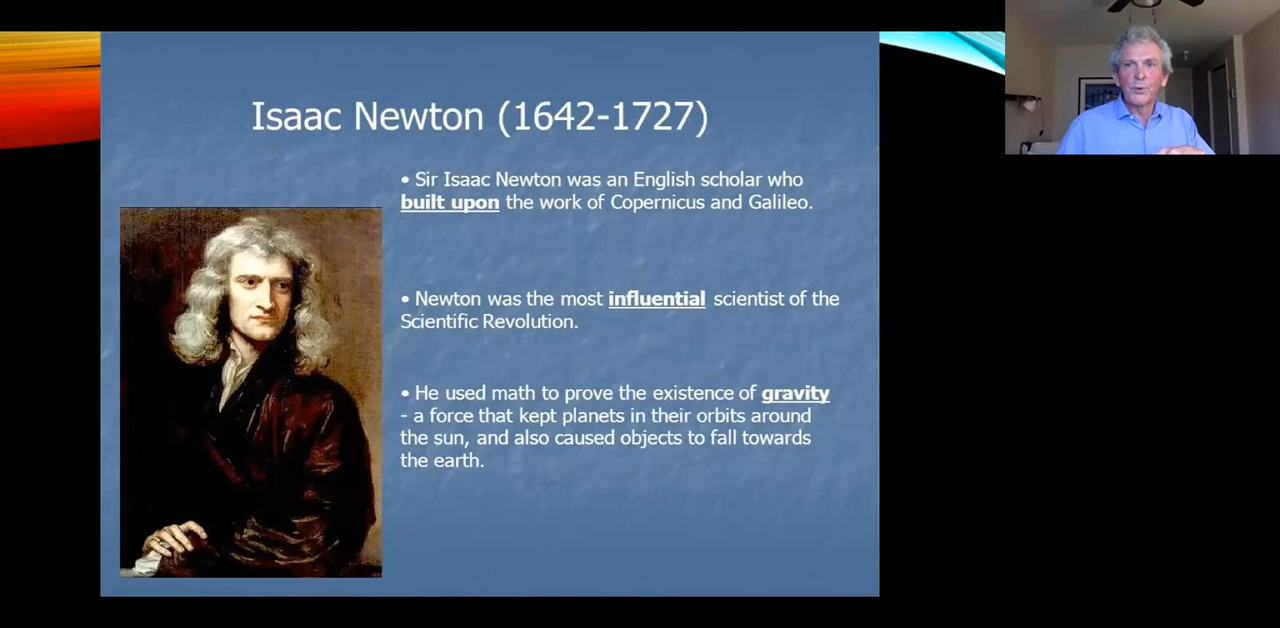 Isaac Newton (1642-1727)
• Sir Isaac Newton was an English scholar who
built upon the work of Copernicus and Galileo.
• Newton was the most influential scientist of the
Scientific Revolution.
• He used math to prove the existence of gravity
- a force that kept planets in their orbits around
the sun, and also caused objects to fall towards
the earth.